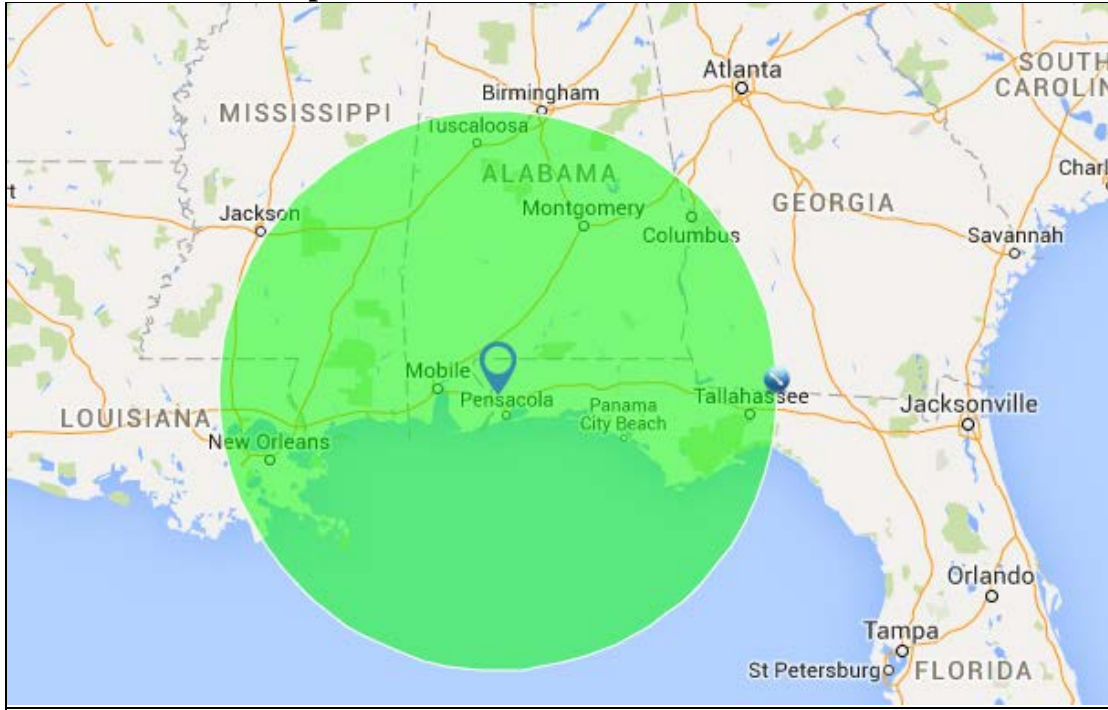 Atlanta
SOUTH
CAROLIN
Birmingham
MISSISSIPPI
Tuscaloosa
Charl
ALABAMA
t
GEORGIA
Jackson
Montgomery
Columbus
Savannah
Mobile
Pensacola
Panama
City Beach
Tallahassee
Jacksonville
LOUISIANA
New Orleans
Orlando
Tampa
St Petersburg
FLORIDA